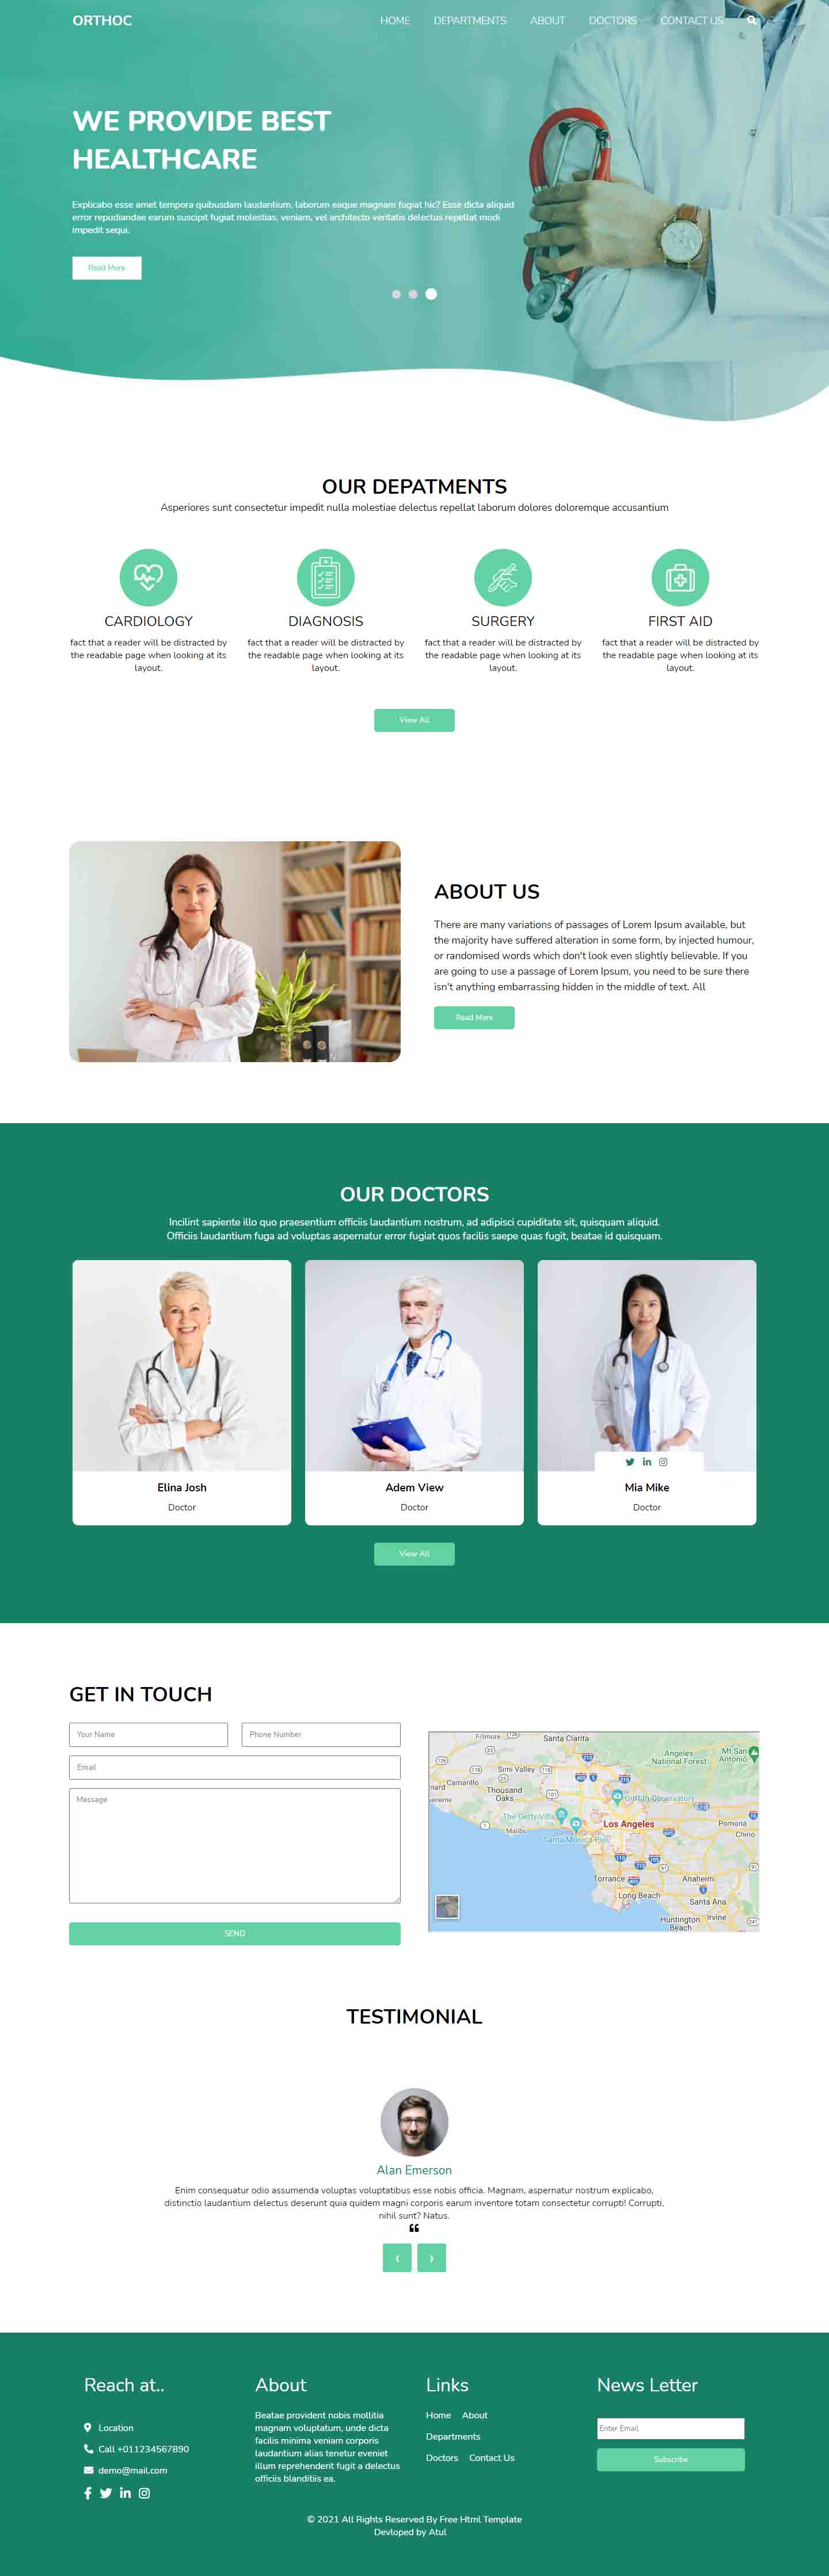 ORTHOC
HOME DEPARTMENTS ABOUT DOCTORS CONTACT US
WE PROVIDE BEST
HEALTHCARE
Explicabo esse amet tempora quibusdam laudantium, laborum eaque magnam fugiat hic? Esse dicta aliquid
error repudiandae earum suscipit fugiat molestias, veniam, vel architecto veritatis delectus repellat modi
impedit sequi.
Read More
OUR DEPATMENTS
Asperiores sunt consectetur impedit nulla molestiae delectus repellat laborum dolores doloremque accusantium
CARDIOLOGY
fact that a reader will be distracted by
the readable page when looking at its
layout.
DIAGNOSIS
fact that a reader will be distracted by
the readable page when looking at its
layout.
SURGERY
fact that a reader will be distracted by
the readable page when looking at its
layout.
FIRST AID
fact that a reader will be distracted by
the readable page when looking at its
layout.
View All
ABOUT US
There are many variations of passages of Lorem Ipsum available, but
the majority have suffered alteration in some form, by injected humour,
or randomised words which don't look even slightly believable. If you
are going to use a passage of Lorem Ipsum, you need to be sure there
isn't anything embarrassing hidden in the middle of text. All
Read More
OUR DOCTORS
Incilint sapiente illo quo praesentium officiis laudantium nostrum, ad adipisci cupiditate sit, quisquam aliquid.
Officiis laudantium fuga ad voluptas aspernatur error fugiat quos facilis saepe quas fugit, beatae id quisquam.
Elina Josh
Doctor
Adem View
Doctor
Mia Mike
Doctor
View All
GET IN TOUCH
Your Name
Phone Number
Email
Message
SEND
Fillmore
Santa Clarita
126
126
23
Simi Valley
118
118
210
Angeles
National Forest
Mt San
Antonio
Camarillo
Thousand
Oaks
405
5
Griffith Observatory
The Getty Villa
Los Angeles
Pomona
Chino
Malibu
Santa Monica Pier
Torrance
Anaheim
Long Beach
Santa Ana
Huntington
Beach
Irvine
241
TESTIMONIAL
Alan Emerson
Enim consequatur odio assumenda voluptas voluptatibus esse nobis officia. Magnam, aspernatur nostrum explicabo,
distinctio laudantium delectus deserunt quia quidem magni corporis earum inventore totam consectetur corrupti! Corrupti,
nihil sunt? Natus.
Reach at..
Location
Call +011234567890
demo@mail.com
About
Beatae provident nobis mollitia
magnam voluptatum, unde dicta
facilis minima veniam corporis
laudantium alias tenetur eveniet
illum reprehenderit fugit a delectus
officiis blanditiis ea.
Links
Home About
Departments
Doctors Contact Us
News Letter
Enter Email
Subscribe
© 2021 All Rights Reserved By Free Html Template
Devloped by Atul